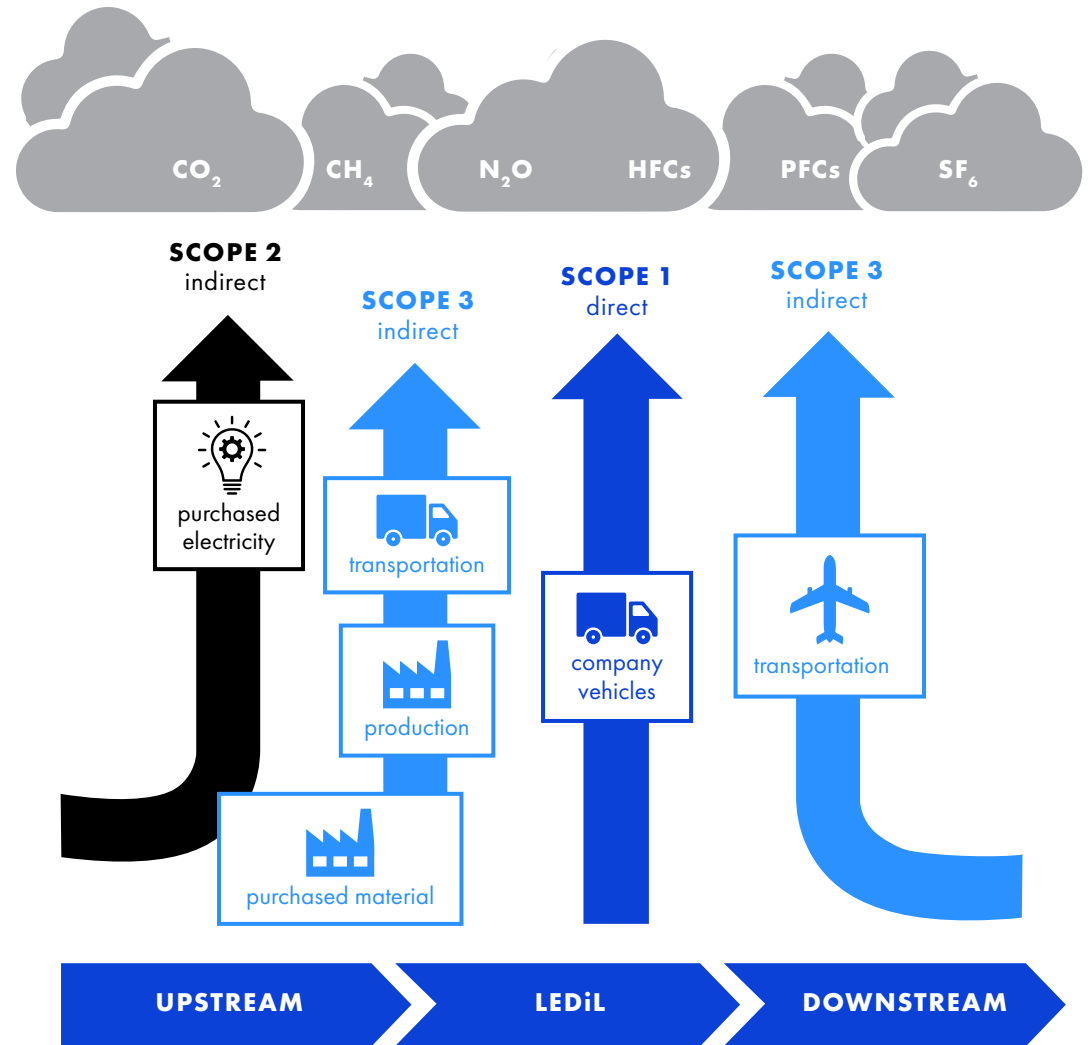 CO₂
CH₄
N₂O
HFCs
PFCs
SF₆
SCOPE 2
indirect
purchased
electricity
SCOPE 3
indirect
transportation
production
purchased material
SCOPE 1
direct
company
vehicles
SCOPE 3
indirect
transportation
UPSTREAM
LEDiL
DOWNSTREAM